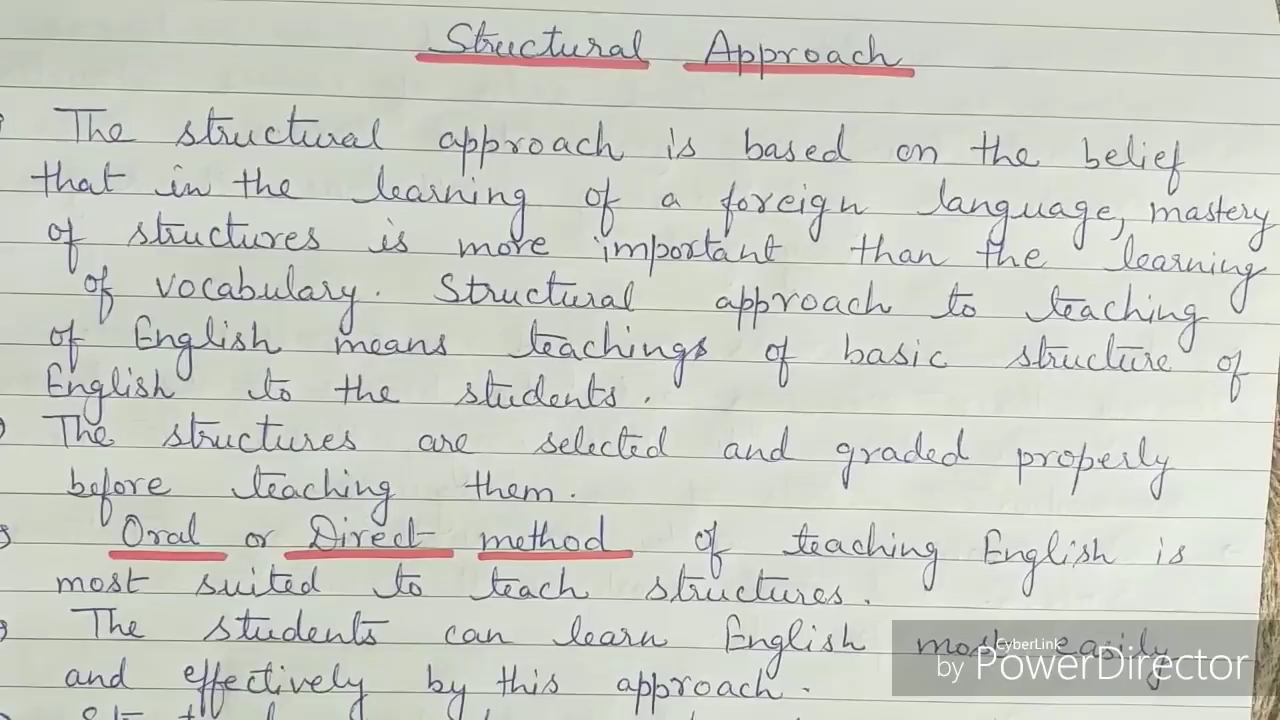 Structural Approach
The structural approach is based on the belief
that in the learning of a foreign language, mastery
of structures is more important than the learning
of vocabulary. Structural approach to teaching
of English means teachings of basic structure of
English to the students.
The structures are selected and graded properly
before teaching them.
Oral or Direct method of teaching English is
most suited to teach structures.
The students can learn English most easily
and effectively by this approach.
CyberLink
by PowerDirector